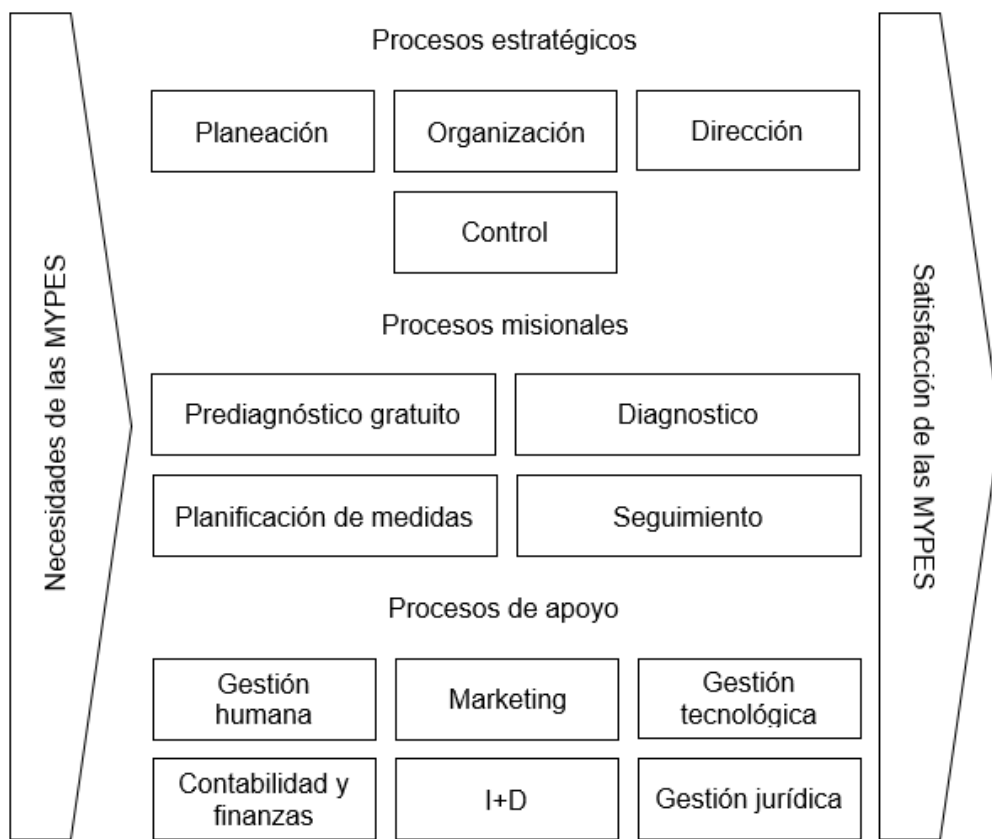 Procesos estratégicos
Planeación
Organización
Dirección
Control
Necesidades de las MYPES
Satisfacción de las MYPES
Procesos misionales
Prediagnóstico gratuito
Diagnostico
Planificación de medidas
Seguimiento
Procesos de apoyo
Gestión
humana
Marketing
Gestión
tecnológica
Contabilidad y
finanzas
I+D
Gestión jurídica